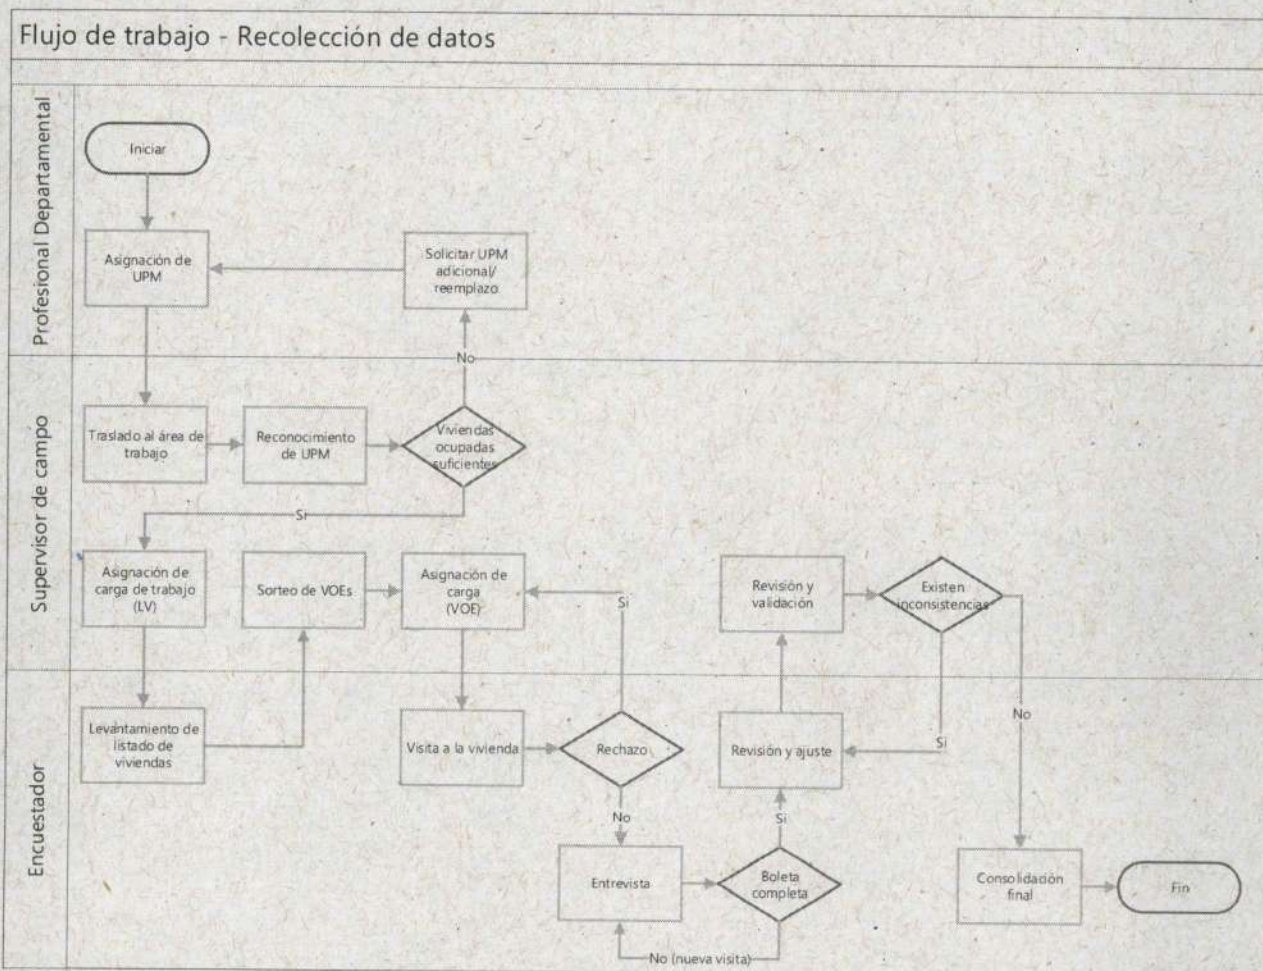 Flujo de trabajo - Recolección de datos
Profesional Departamental
Iniciar
Asignación de
UPM
Solicitar UPM
adicional/
reemplazo
No
Supervisor de campo
Traslado al área de
trabajo
Reconocimiento
de UPM
Viviendas
ocupadas
suficientes
Si
Asignación de
carga de trabajo
(LV)
Sorteo de VOEs
Asignación de
carga
(VOE)
Si
Revisión y
validación
Existen
inconsistencias
Encuestador
Levantamiento de
listado de
viviendas
Visita a la vivienda
Rechazo
Revisión y ajuste
Si
No
No
Si
Entrevista
Boleta
completa
Consolidación
final
Fin
No (nueva visita)